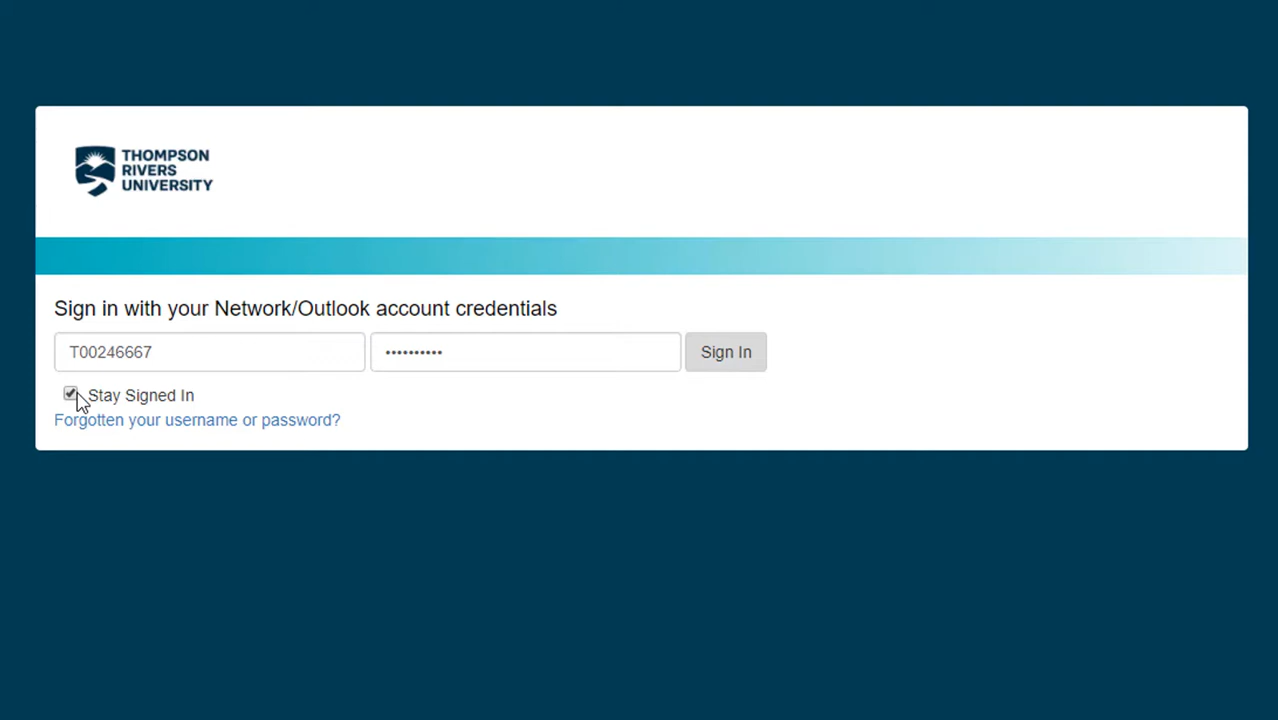 THOMPSON
RIVERS
UNIVERSITY
Sign in with your Network/Outlook account credentials
T00246667 •••••••••• Sign In
Stay Signed In
Forgotten your username or password?